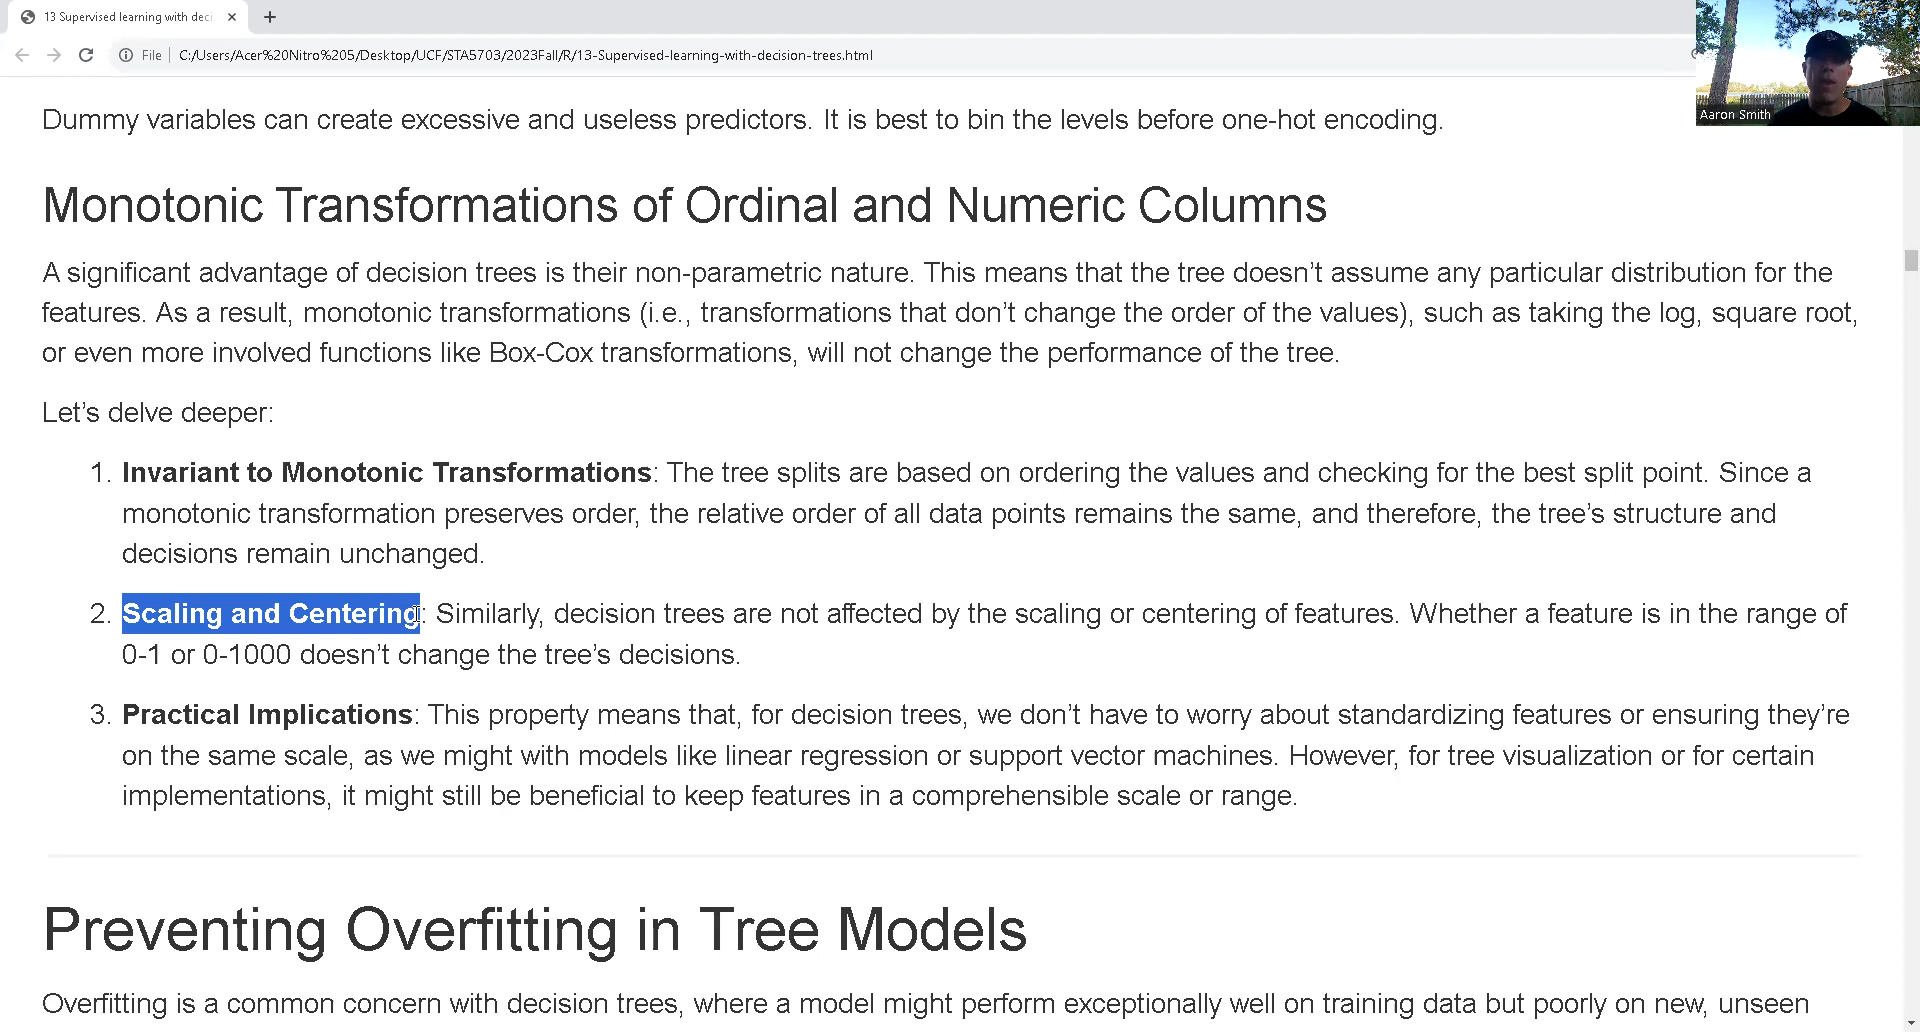 13 Supervised learning with deci
File
C:/Users/Acer%20Nitro%205/Desktop/UCF/STA5703/2023Fall/R/13-Supervised-learning-with-decision-trees.html
Aaron Smith
Dummy variables can create excessive and useless predictors. It is best to bin the levels before one-hot encoding.
Monotonic Transformations of Ordinal and Numeric Columns
A significant advantage of decision trees is their non-parametric nature. This means that the tree doesn’t assume any particular distribution for the
features. As a result, monotonic transformations (i.e., transformations that don’t change the order of the values), such as taking the log, square root,
or even more involved functions like Box-Cox transformations, will not change the performance of the tree.
Let’s delve deeper:
1. Invariant to Monotonic Transformations: The tree splits are based on ordering the values and checking for the best split point. Since a
monotonic transformation preserves order, the relative order of all data points remains the same, and therefore, the tree’s structure and
decisions remain unchanged.
2. Scaling and Centering: Similarly, decision trees are not affected by the scaling or centering of features. Whether a feature is in the range of
0-1 or 0-1000 doesn’t change the tree’s decisions.
3. Practical Implications: This property means that, for decision trees, we don’t have to worry about standardizing features or ensuring they’re
on the same scale, as we might with models like linear regression or support vector machines. However, for tree visualization or for certain
implementations, it might still be beneficial to keep features in a comprehensible scale or range.
Preventing Overfitting in Tree Models
Overfitting is a common concern with decision trees, where a model might perform exceptionally well on training data but poorly on new, unseen